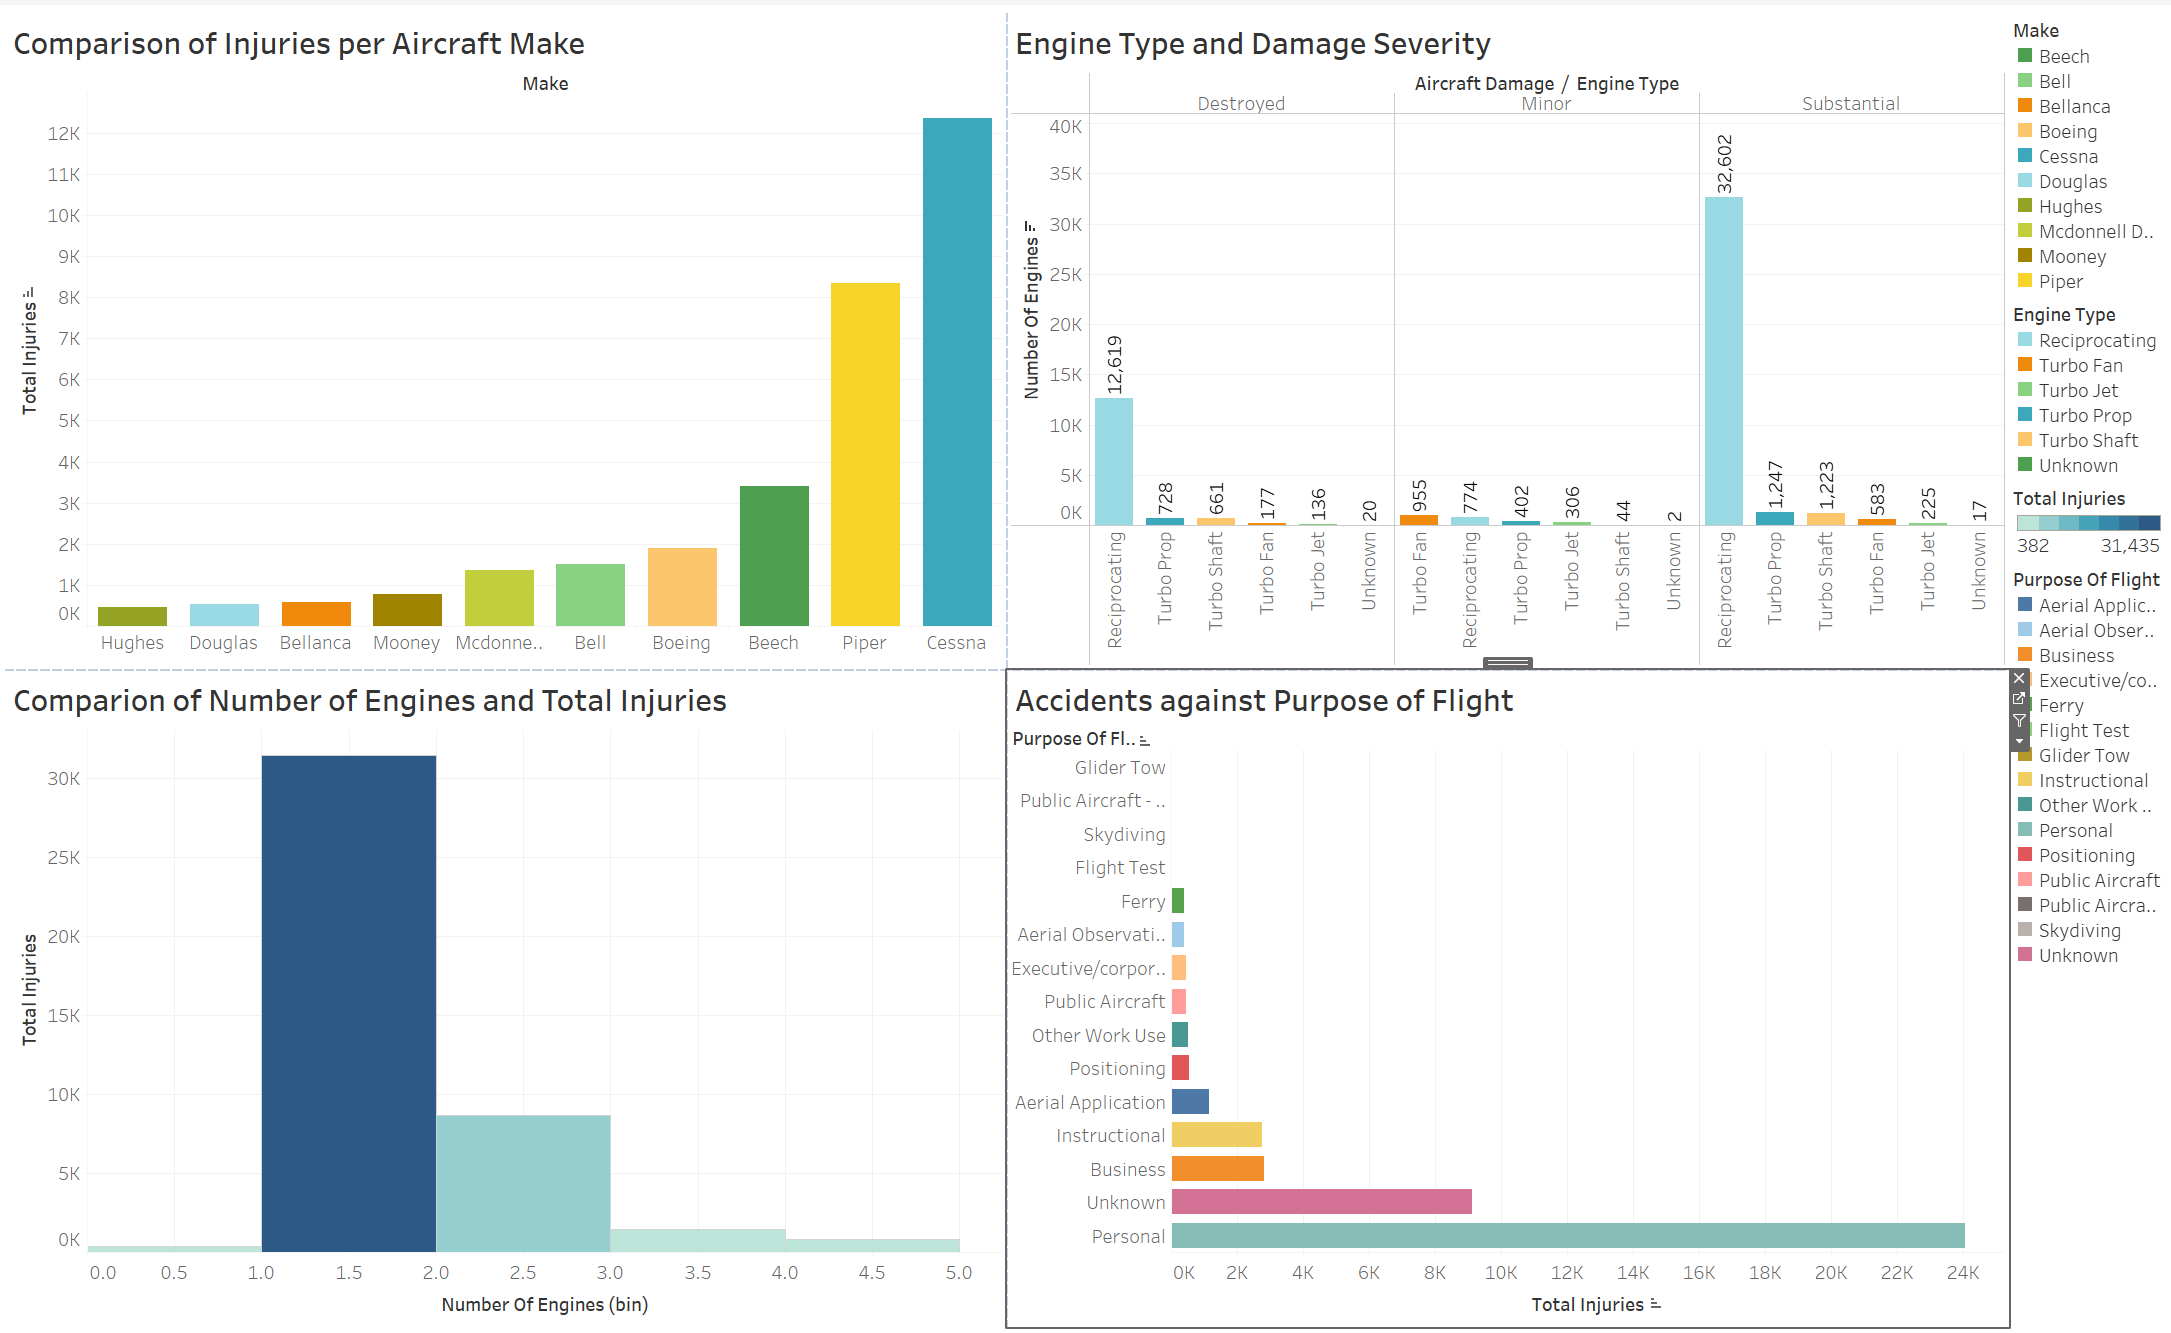 Comparison of Injuries per Aircraft Make
Make
Total Injuries
12K
11K
10K
9K
8K
7K
6K
5K
4K
3K
2K
1K
0K
Hughes Douglas Bellanca Mooney Mcdonne.. Bell Boeing Beech Piper Cessna
Engine Type and Damage Severity
Aircraft Damage / Engine Type
Destroyed Minor Substantial
Number Of Engines
40K
35K
30K
25K
20K
15K
10K
5K
0K
12,619 728 661 177 136 20 955 774 402 306 44 2 32,602 1,247 1,223 583 225 17
Reciprocating Turbo Prop Turbo Shaft Turbo Fan Turbo Jet Unknown Turbo Fan Reciprocating Turbo Prop Turbo Jet Turbo Shaft Unknown Reciprocating Turbo Prop Turbo Shaft Turbo Fan Turbo Jet Unknown
Comparion of Number of Engines and Total Injuries
Total Injuries
30K
25K
20K
15K
10K
5K
0K
0.0 0.5 1.0 1.5 2.0 2.5 3.0 3.5 4.0 4.5 5.0
Number Of Engines (bin)
Accidents against Purpose of Flight
Purpose Of Fl..
Glider Tow
Public Aircraft - ..
Skydiving
Flight Test
Ferry
Aerial Observati..
Executive/corpor..
Public Aircraft
Other Work Use
Positioning
Aerial Application
Instructional
Business
Unknown
Personal
0K 2K 4K 6K 8K 10K 12K 14K 16K 18K 20K 22K 24K
Total Injuries
Make
Beech
Bell
Bellanca
Boeing
Cessna
Douglas
Hughes
Mcdonnell D..
Mooney
Piper
Engine Type
Reciprocating
Turbo Fan
Turbo Jet
Turbo Prop
Turbo Shaft
Unknown
Total Injuries
382 31,435
Purpose Of Flight
Aerial Applic..
Aerial Obser..
Business
Executive/co..
Ferry
Flight Test
Glider Tow
Instructional
Other Work ..
Personal
Positioning
Public Aircraft
Public Aircra..
Skydiving
Unknown